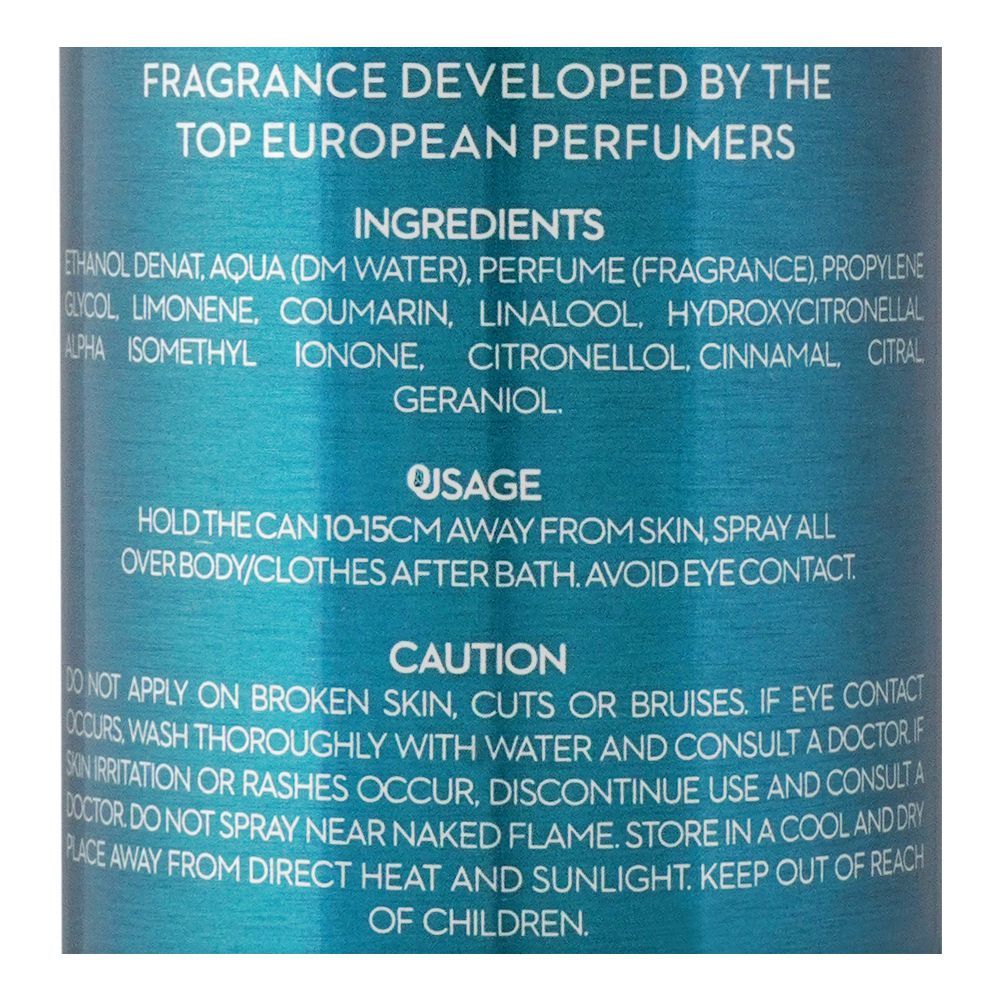 FRAGRANCE DEVELOPED BY THE
TOP EUROPEAN PERFUMERS
INGREDIENTS
ETHANOL DENAT, AQUA (DM WATER), PERFUME (FRAGRANCE), PROPYLENE
GLYCOL, LIMONENE, COUMARIN, LINALOOL, HYDROXYCITRONELLAL,
ALPHA ISOMETHYL IONONE, CITRONELLOL, CINNAMAL, CITRAL,
GERANIOL.
USAGE
HOLD THE CAN 10-15CM AWAY FROM SKIN, SPRAY ALL
OVER BODY/CLOTHES AFTER BATH. AVOID EYE CONTACT.
CAUTION
DO NOT APPLY ON BROKEN SKIN, CUTS OR BRUISES. IF EYE CONTACT
OCCURS, WASH THOROUGHLY WITH WATER AND CONSULT A DOCTOR. IF
SKIN IRRITATION OR RASHES OCCUR, DISCONTINUE USE AND CONSULT A
DOCTOR. DO NOT SPRAY NEAR NAKED FLAME. STORE IN A COOL AND DRY
PLACE AWAY FROM DIRECT HEAT AND SUNLIGHT. KEEP OUT OF REACH
OF CHILDREN.